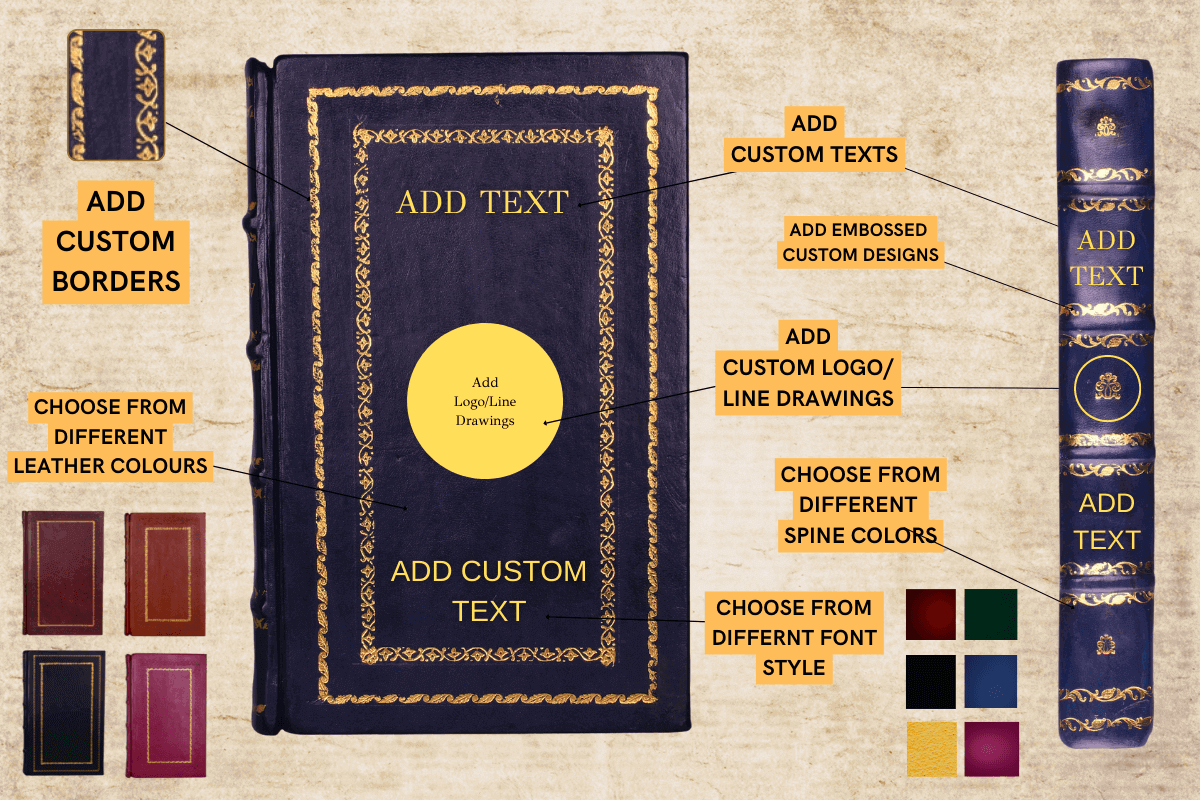 ADD
CUSTOM
BORDERS
CHOOSE FROM
DIFFERENT
LEATHER COLOURS
ADD TEXT
Add
Logo/Line
Drawings
ADD CUSTOM
TEXT
ADD
CUSTOM TEXTS
ADD EMBOSSED
CUSTOM DESIGNS
ADD
CUSTOM LOGO/
LINE DRAWINGS
CHOOSE FROM
DIFFERENT
SPINE COLORS
CHOOSE FROM
DIFFERNT FONT
STYLE
ADD
TEXT
ADD
TEXT